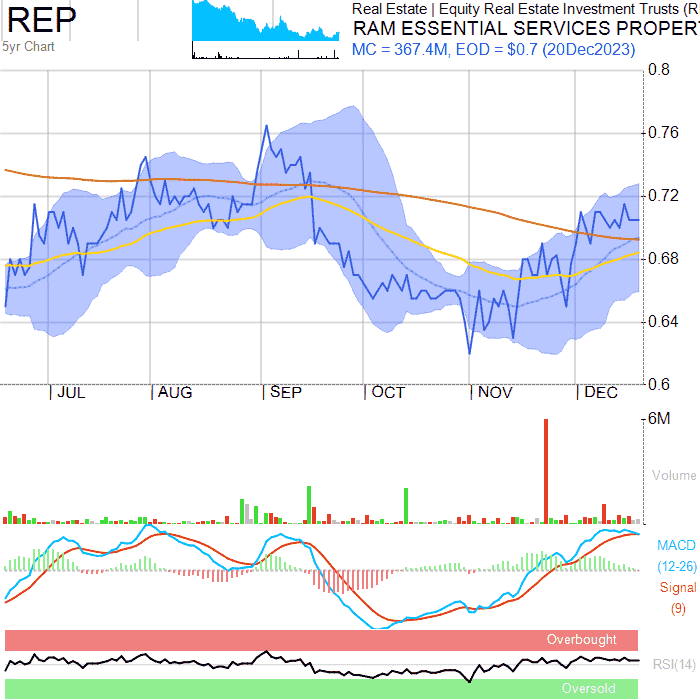 REP
5yr Chart
Real Estate | Equity Real Estate Investment Trusts (R
RAM ESSENTIAL SERVICES PROPER
MC = 367.4M, EOD = $0.7 (20Dec2023)
0.8
0.76
0.72
0.68
0.64
0.6
JUL AUG SEP OCT NOV DEC
6M
Volume
MACD
(12-26)
Signal
(9)
Overbought
RSI(14)
Oversold